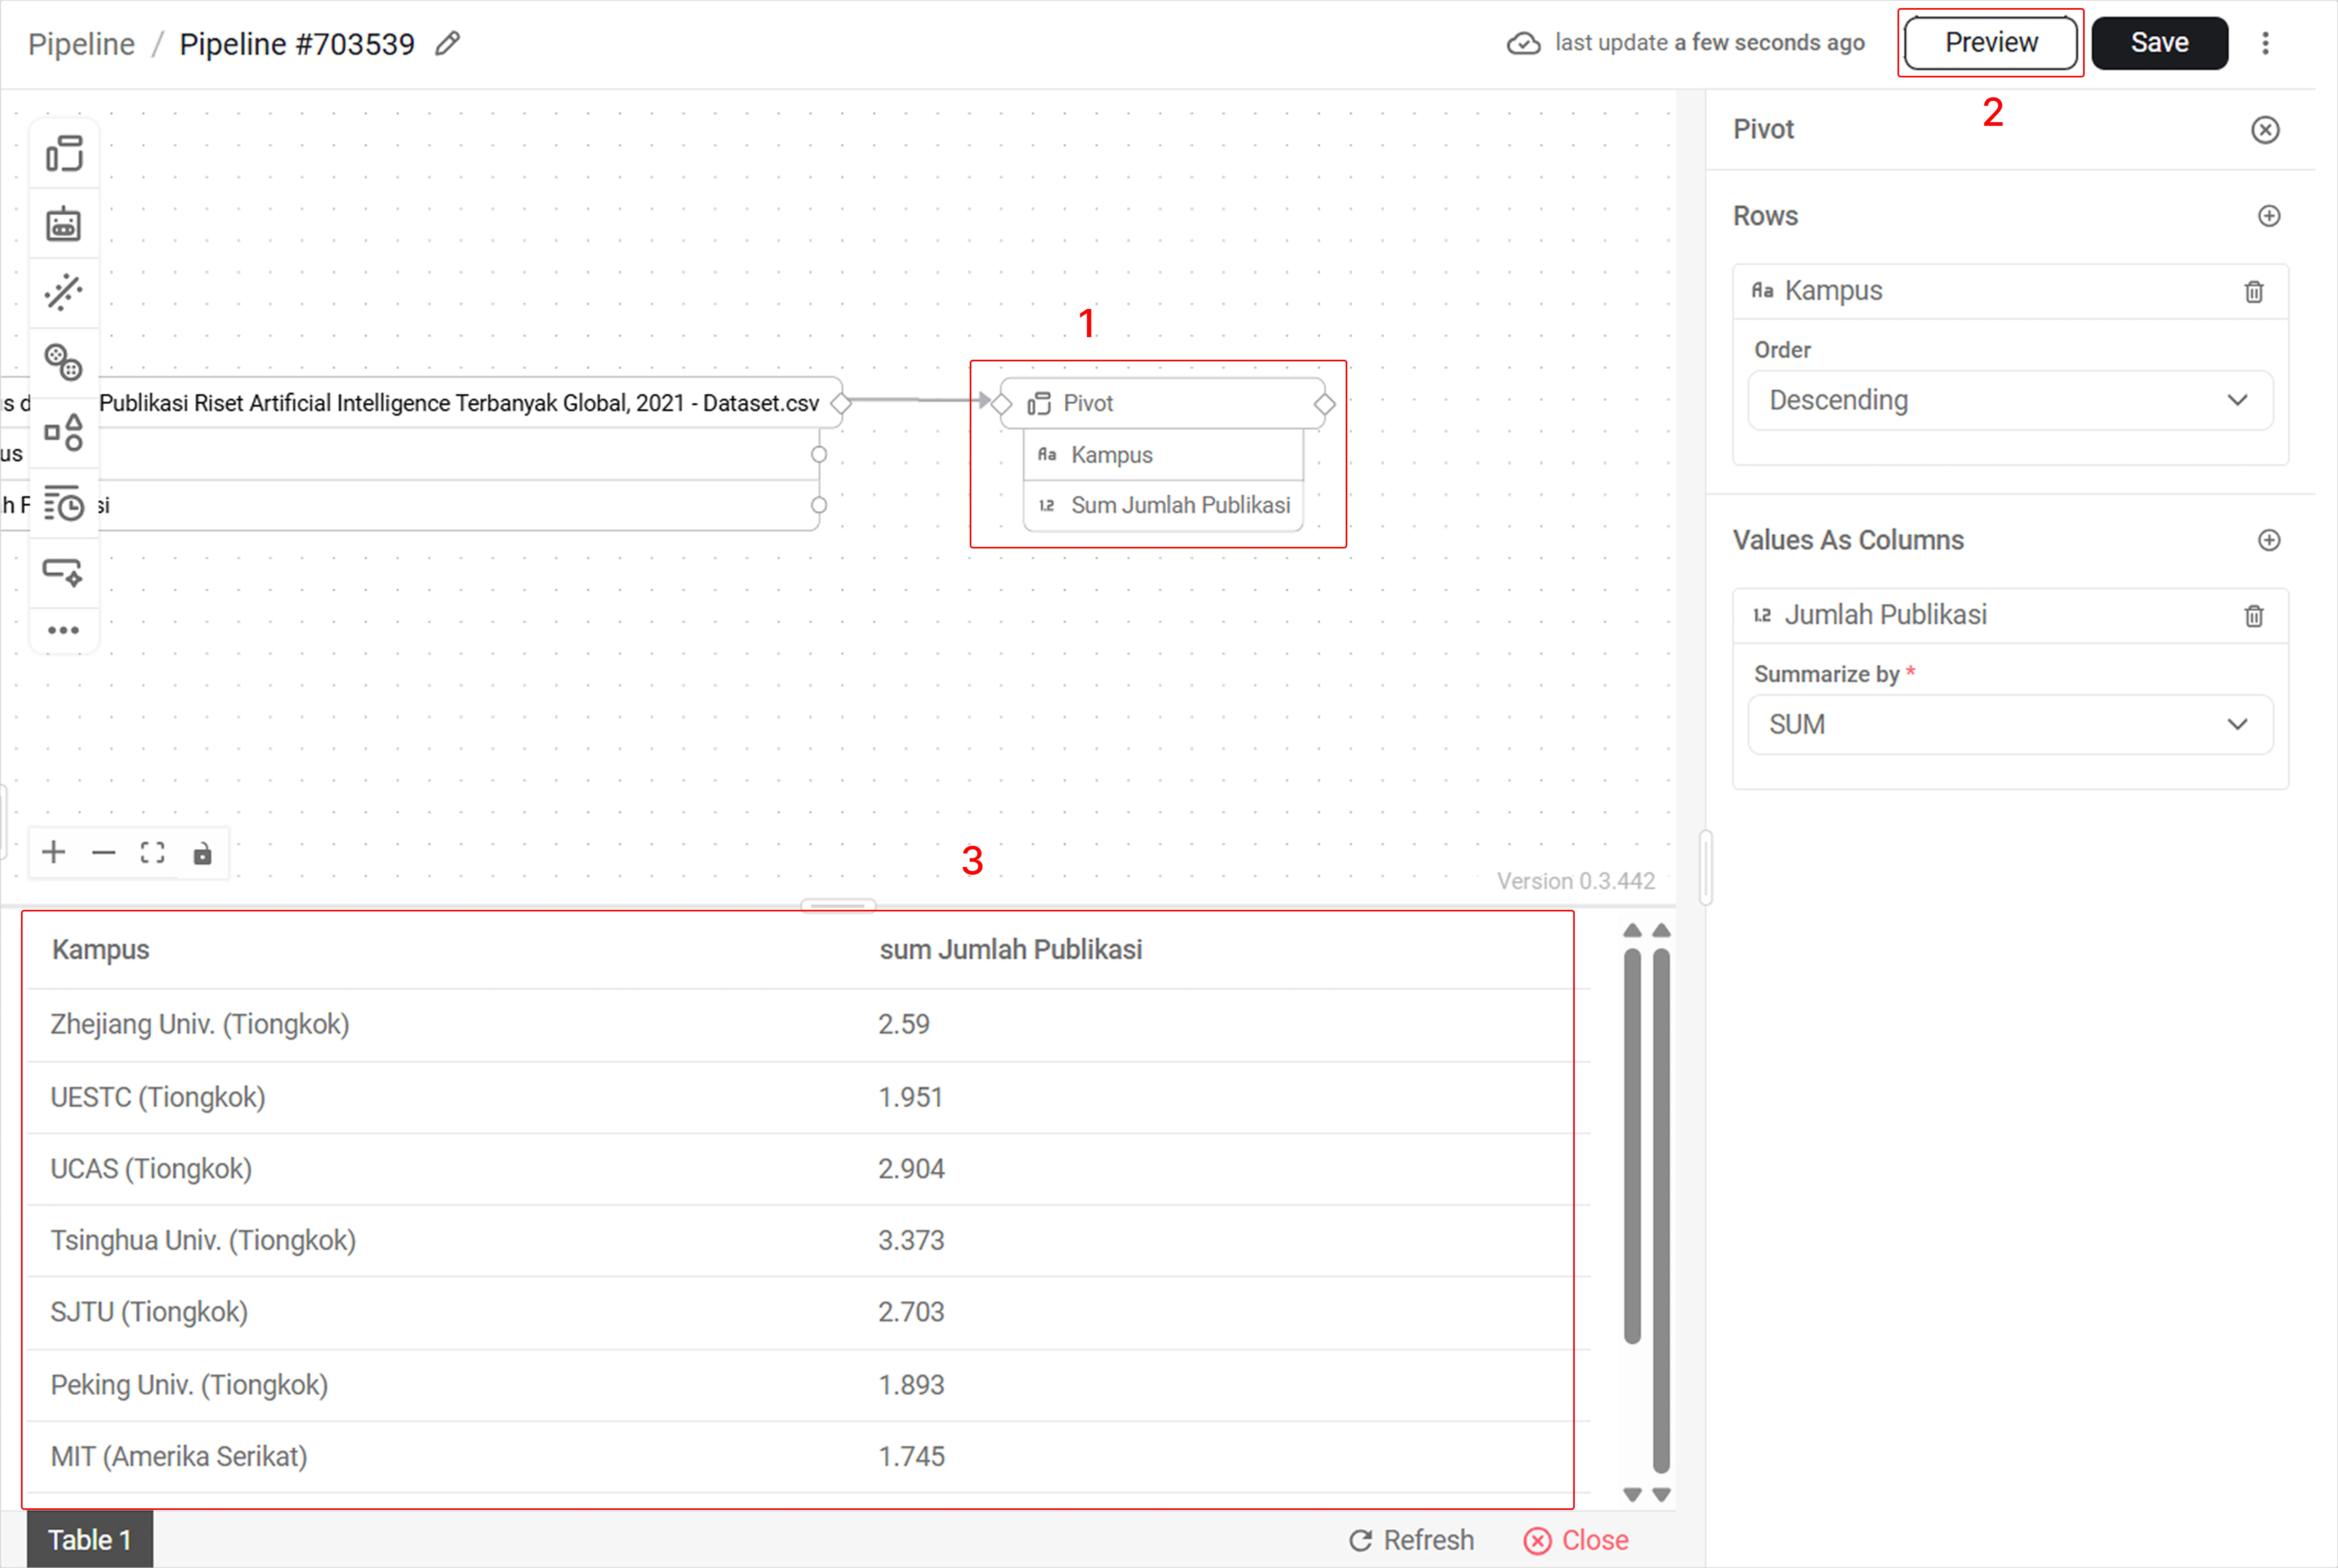 Pipeline / Pipeline #703539
last update a few seconds ago
Preview
Save
2
Pivot
Rows
Aa Kampus
Order
Descending
Values As Columns
1.2 Jumlah Publikasi
Summarize by *
SUM
1
Publikasi Riset Artificial Intelligence Terbanyak Global, 2021 - Dataset.csv
Pivot
Aa Kampus
1.2 Sum Jumlah Publikasi
3
Version 0.3.442
Kampus sum Jumlah Publikasi
Zhejiang Univ. (Tiongkok) 2.59
UESTC (Tiongkok) 1.951
UCAS (Tiongkok) 2.904
Tsinghua Univ. (Tiongkok) 3.373
SJTU (Tiongkok) 2.703
Peking Univ. (Tiongkok) 1.893
MIT (Amerika Serikat) 1.745
Table 1
Refresh
Close